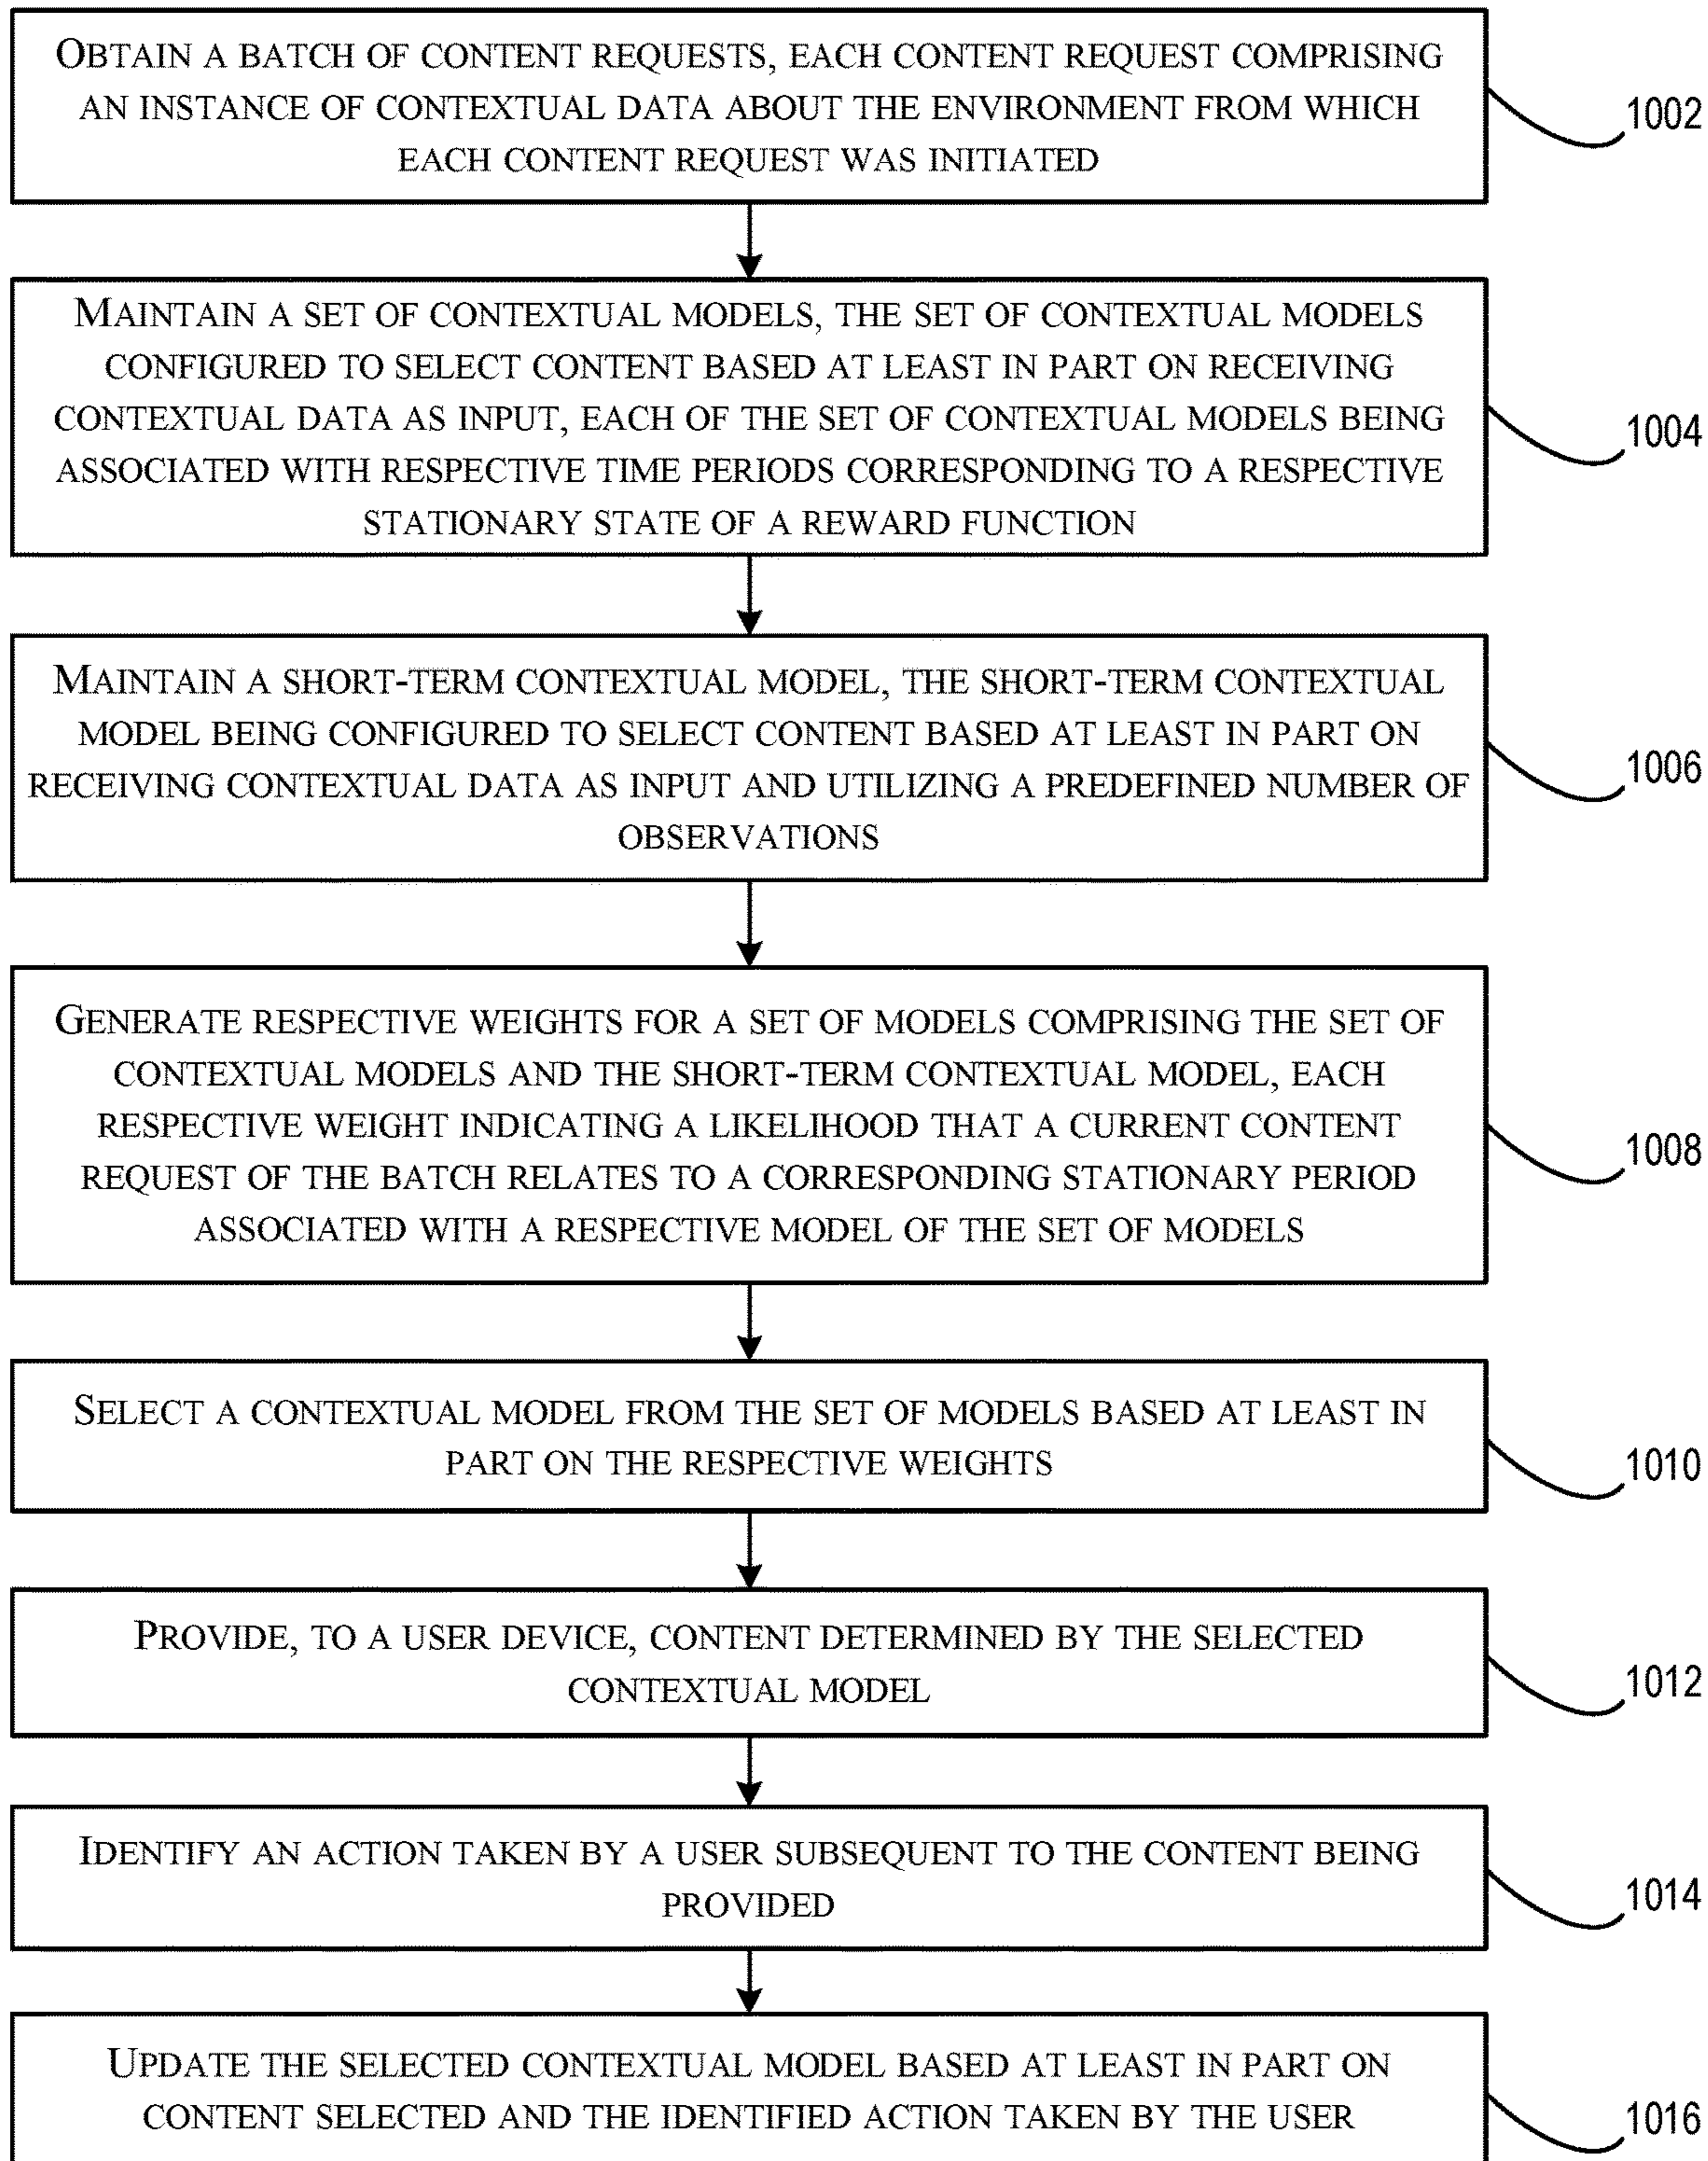 OBTAIN A BATCH OF CONTENT REQUESTS, EACH CONTENT REQUEST COMPRISING
AN INSTANCE OF CONTEXTUAL DATA ABOUT THE ENVIRONMENT FROM WHICH
EACH CONTENT REQUEST WAS INITIATED
1002
MAINTAIN A SET OF CONTEXTUAL MODELS, THE SET OF CONTEXTUAL MODELS
CONFIGURED TO SELECT CONTENT BASED AT LEAST IN PART ON RECEIVING
CONTEXTUAL DATA AS INPUT, EACH OF THE SET OF CONTEXTUAL MODELS BEING
ASSOCIATED WITH RESPECTIVE TIME PERIODS CORRESPONDING TO A RESPECTIVE
STATIONARY STATE OF A REWARD FUNCTION
1004
MAINTAIN A SHORT-TERM CONTEXTUAL MODEL, THE SHORT-TERM CONTEXTUAL
MODEL BEING CONFIGURED TO SELECT CONTENT BASED AT LEAST IN PART ON
RECEIVING CONTEXTUAL DATA AS INPUT AND UTILIZING A PREDEFINED NUMBER OF
OBSERVATIONS
1006
GENERATE RESPECTIVE WEIGHTS FOR A SET OF MODELS COMPRISING THE SET OF
CONTEXTUAL MODELS AND THE SHORT-TERM CONTEXTUAL MODEL, EACH
RESPECTIVE WEIGHT INDICATING A LIKELIHOOD THAT A CURRENT CONTENT
REQUEST OF THE BATCH RELATES TO A CORRESPONDING STATIONARY PERIOD
ASSOCIATED WITH A RESPECTIVE MODEL OF THE SET OF MODELS
1008
SELECT A CONTEXTUAL MODEL FROM THE SET OF MODELS BASED AT LEAST IN
PART ON THE RESPECTIVE WEIGHTS
1010
PROVIDE, TO A USER DEVICE, CONTENT DETERMINED BY THE SELECTED
CONTEXTUAL MODEL
1012
IDENTIFY AN ACTION TAKEN BY A USER SUBSEQUENT TO THE CONTENT BEING
PROVIDED
1014
UPDATE THE SELECTED CONTEXTUAL MODEL BASED AT LEAST IN PART ON
CONTENT SELECTED AND THE IDENTIFIED ACTION TAKEN BY THE USER
1016